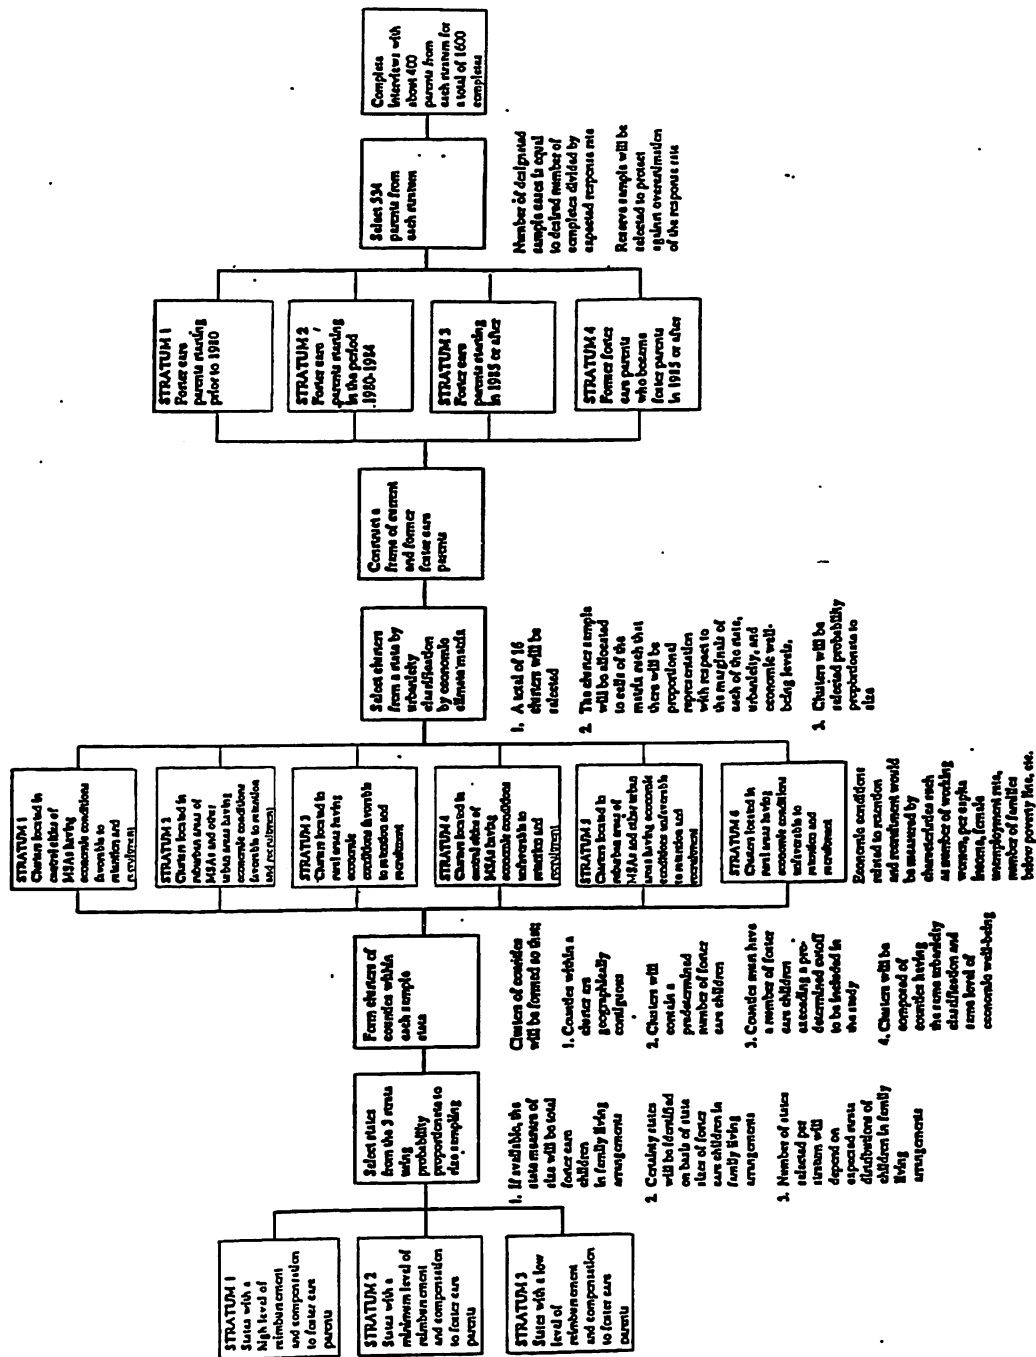 STRATUM 1
States with a
high level of
reimbursement
and compensation
to foster care
parents
STRATUM 2
States with a
minimum level of
reimbursement
and compensation
to foster care
parents
STRATUM 3
States with a low
level of
reimbursement
and compensation
to foster care
parents
Select states
from the 3 strata
using
probability
proportionate to
size sampling
1. If available, the
state measure of
size will be total
foster care
children
in family living
arrangements
2. Certainty states
will be identified
on basis of state
sizes of foster
care children in
family living
arrangements
3. Number of states
selected per
stratum will
depend on
expected strata
distributions of
children in family
living
arrangements
Form clusters of
counties within
each sample
state
Clusters of counties
will be formed so that:
1. Counties within a
cluster are
geographically
contiguous
2. Clusters will
contain a
predetermined
number of foster
care children
3. Counties must have
a number of foster
care children
exceeding a pre-
determined cutoff
to be included in
the study
4. Clusters will be
composed of
counties having
the same urbanicity
classification and
same level of
economic well-being
STRATUM 1
Clusters located in
central cities of
MSAs having
economic conditions
favorable to
retention and
recruitment
STRATUM 2
Clusters located in
suburban areas of
MSAs and other
urban areas having
economic conditions
favorable to retention
and recruitment
STRATUM 3
Clusters located in
rural areas having
economic
conditions favorable
to retention and
recruitment
STRATUM 4
Clusters located in
central cities of
MSAs having
economic conditions
unfavorable to
retention and
recruitment
STRATUM 5
Clusters located in
suburban areas of
MSAs and other urban
areas having economic
conditions unfavorable
to retention and
recruitment
STRATUM 6
Clusters located in
rural areas having
economic conditions
unfavorable to
retention and
recruitment
Economic conditions
related to retention
and recruitment would
be measured by
characteristics such
as number of working
women, per capita
income, female
unemployment rate,
number of families
below poverty line, etc.
Select clusters
from a state by
urbanicity
classification
by economic
climate matrix
1. A total of 16
clusters will be
selected
2. The cluster sample
will be allocated
to cells of the
matrix such that
there will be
proportional
representation
with respect to
the marginals of
each of the state,
urbanicity, and
economic well-
being levels.
3. Clusters will be
selected probability
proportionate to
size
Construct a
frame of current
and former
foster care
parents
STRATUM 1
Foster care
parents starting
prior to 1980
STRATUM 2
Foster care
parents starting
in the period
1980-1984
STRATUM 3
Foster care
parents starting
in 1985 or after
STRATUM 4
Former foster
care parents
who became
foster parents
in 1985 or after
Select 534
parents from
each stratum
Number of designated
sample cases is equal
to desired number of
completes divided by
expected response rate
Reserve sample will be
selected to protect
against overestimation
of the response rate
Complete
interviews with
about 400
parents from
each stratum for
a total of 1600
completes